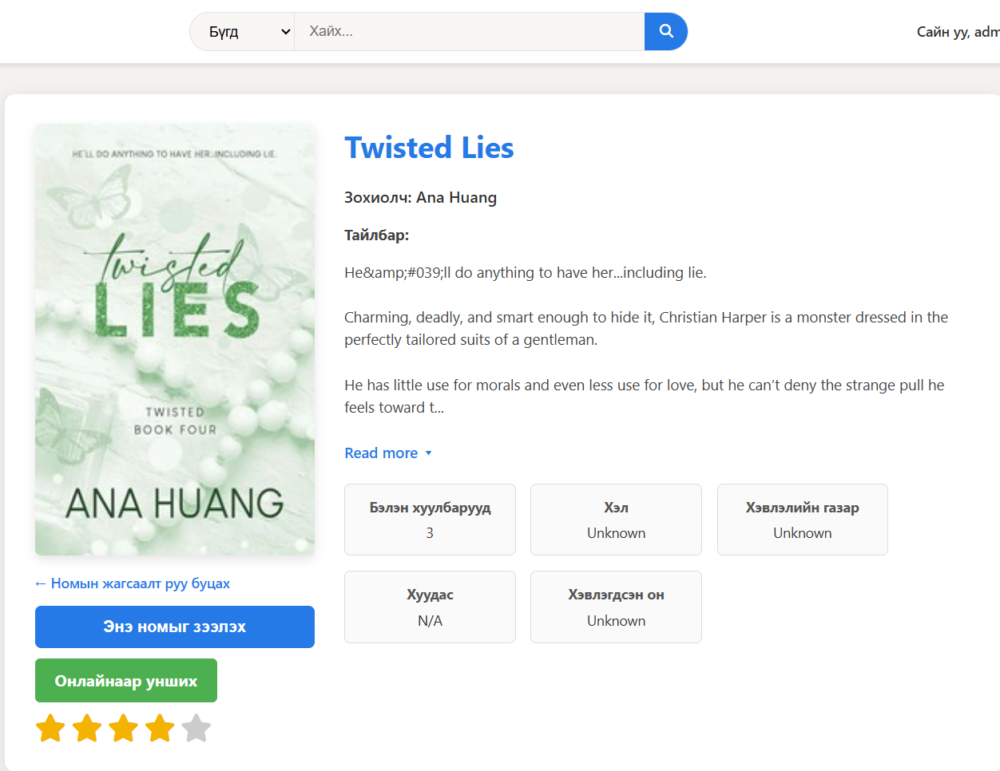 Бүгд
Хайх...
Сайн уу, adm
HE'LL DO ANYTHING TO HAVE HER...INCLUDING LIE.
twisted
LIES
TWISTED
BOOK FOUR
ANA HUANG
← Номын жагсаалт руу буцах
Энэ номыг зээлэх
Онлайнаар унших
Twisted Lies
Зохиолч: Ana Huang
Тайлбар:
He&amp;#039;ll do anything to have her...including lie.
Charming, deadly, and smart enough to hide it, Christian Harper is a monster dressed in the
perfectly tailored suits of a gentleman.
He has little use for morals and even less use for love, but he can’t deny the strange pull he
feels toward t...
Read more
Бэлэн хуулбарууд
3
Хэл
Unknown
Хэвлэлийн газар
Unknown
Хуудас
N/A
Хэвлэгдсэн он
Unknown